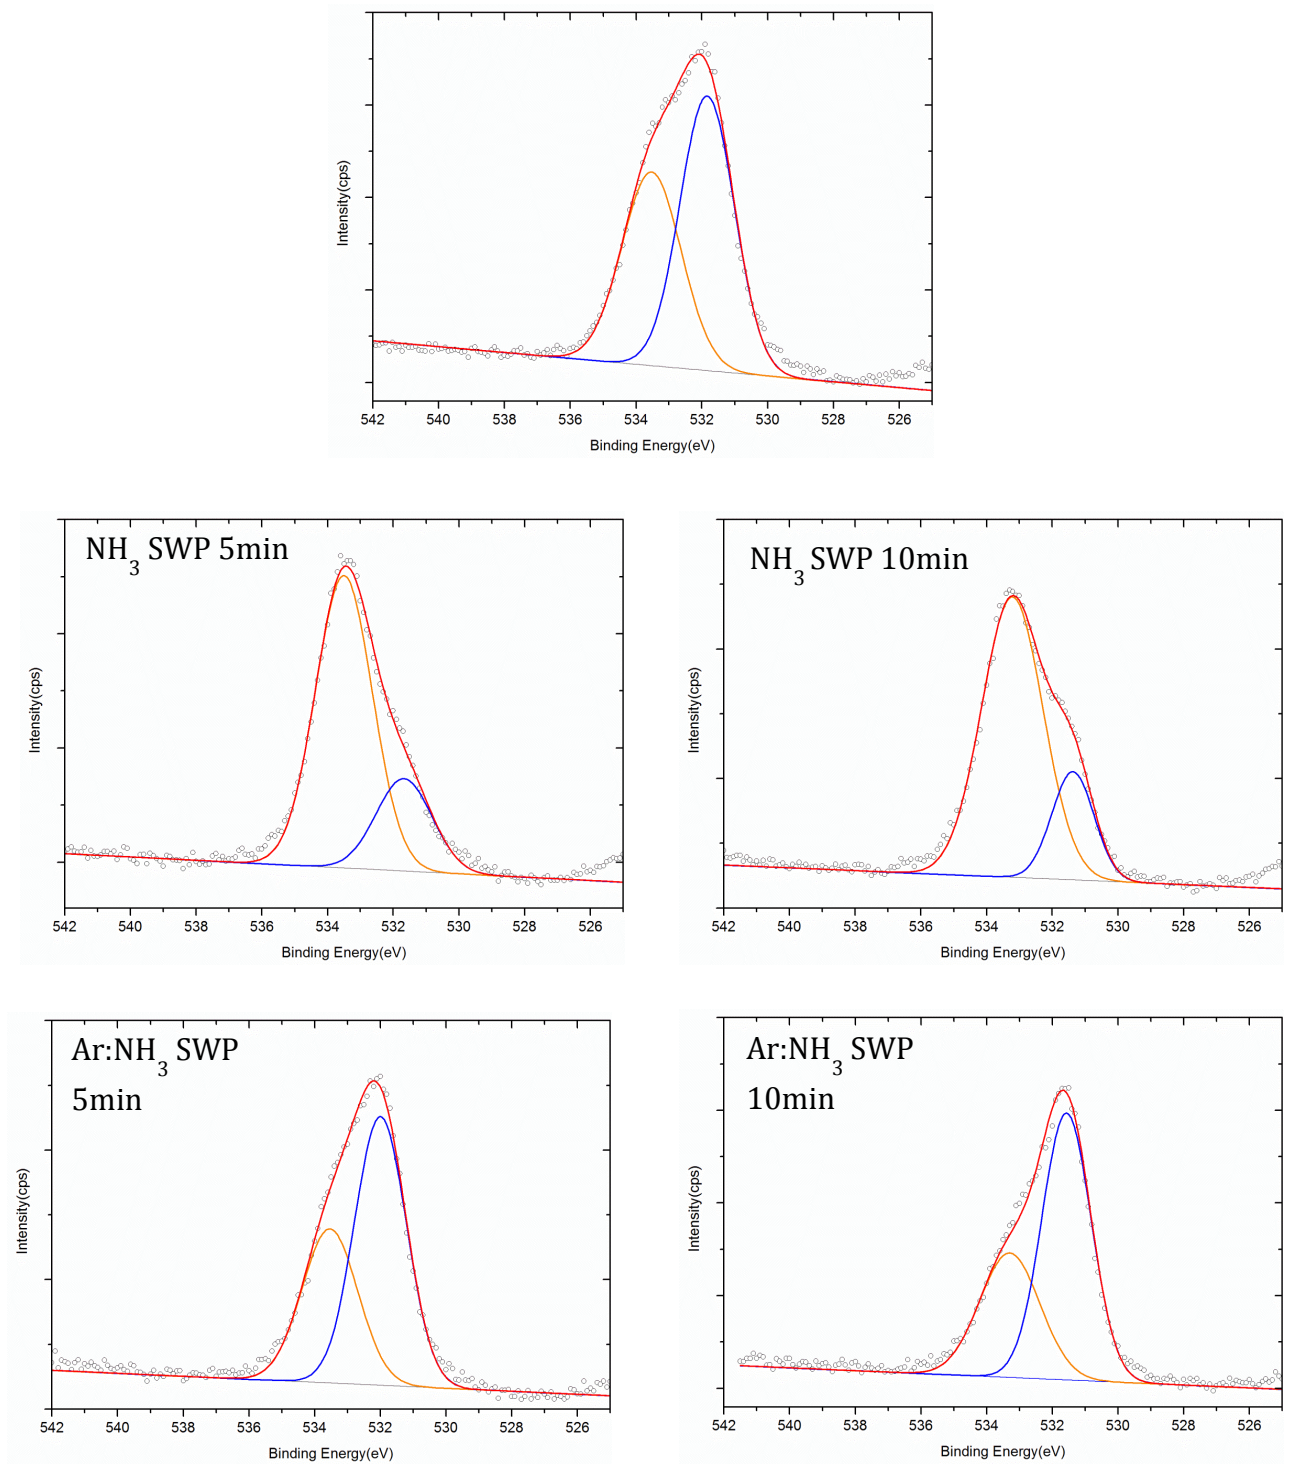 Intensity(cps)
542 540 538 536 534 532 530 528 526
Binding Energy(eV)
NH3 SWP 5min
Intensity(cps)
542 540 538 536 534 532 530 528 526
Binding Energy(eV)
NH3 SWP 10min
Intensity(cps)
542 540 538 536 534 532 530 528 526
Binding Energy(eV)
Ar:NH3 SWP
5min
Intensity(cps)
542 540 538 536 534 532 530 528 526
Binding Energy(eV)
Ar:NH3 SWP
10min
Intensity(cps)
542 540 538 536 534 532 530 528 526
Binding Energy(eV)